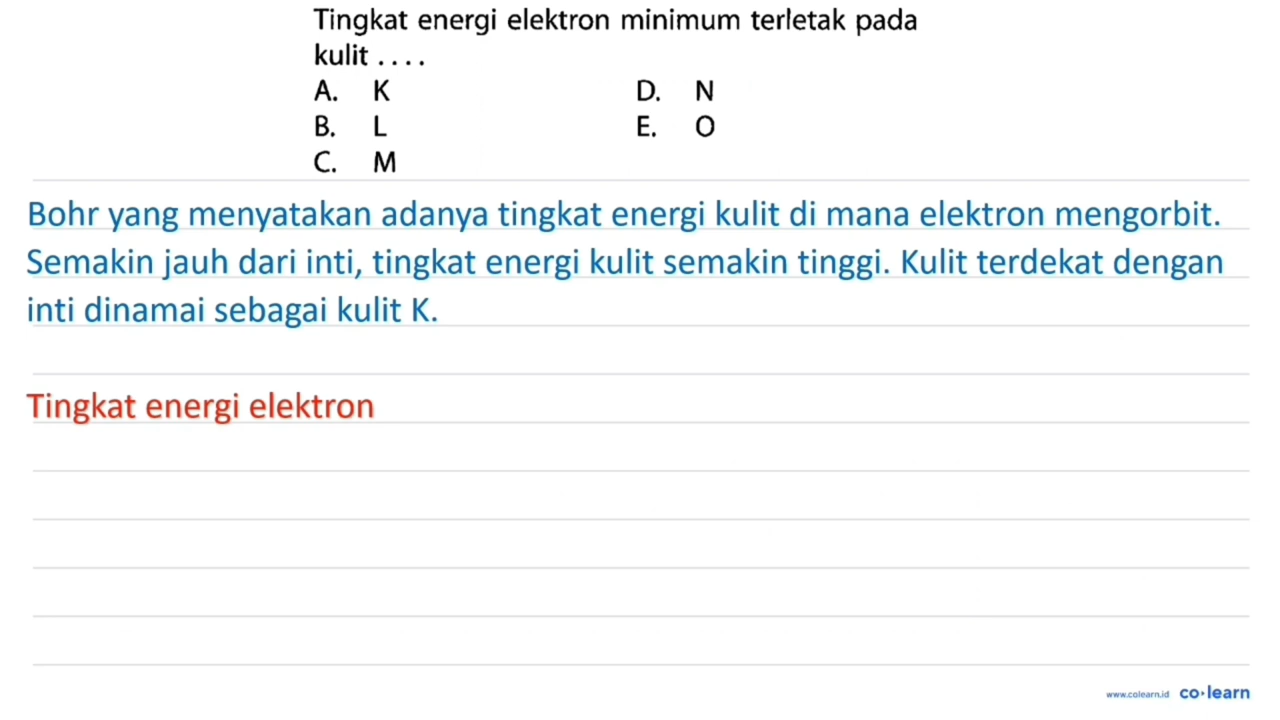 Tingkat energi elektron minimum terletak pada
kulit . . . .
A. K D. N
B. L E. O
C. M
Bohr yang menyatakan adanya tingkat energi kulit di mana elektron mengorbit.
Semakin jauh dari inti, tingkat energi kulit semakin tinggi. Kulit terdekat dengan
inti dinamai sebagai kulit K.
Tingkat energi elektron
www.colearn.id co·learn